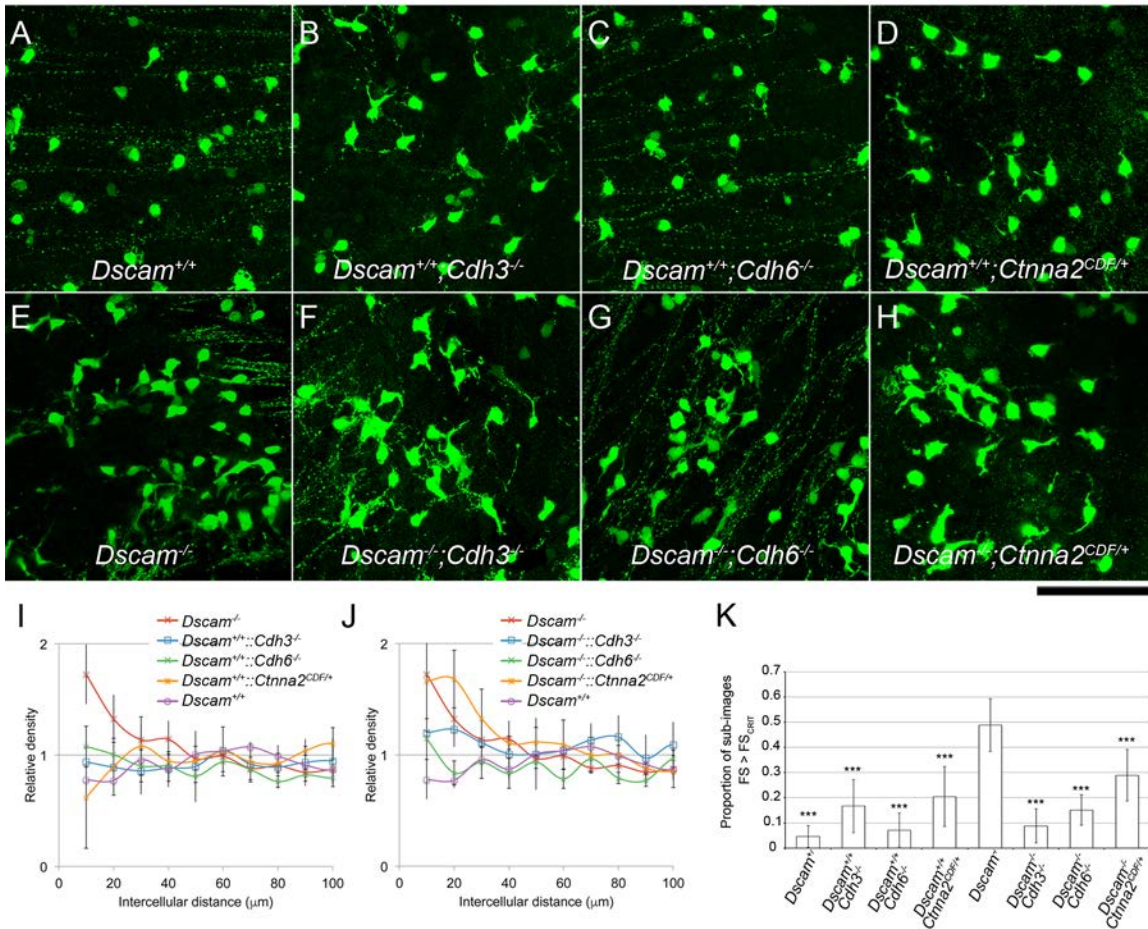 A
B
C
D
Dscam+/+
Dscam+/+;Cdh3-/-
Dscam+/+;Cdh6-/-
Dscam+/+;Ctnna2CDF/+
E
F
G
H
Dscam-/-
Dscam-/-;Cdh3-/-
Dscam-/-;Cdh6-/-
Dscam-/-;Ctnna2CDF/+
I
Dscam-/-
Dscam+/+::Cdh3-/-
Dscam+/+::Cdh6-/-
Dscam+/+::Ctnna2CDF/+
Dscam+/+
2
1
0
Relative density
0 20 40 60 80 100
Intercellular distance (μm)
J
Dscam-/-
Dscam-/-::Cdh3-/-
Dscam-/-::Cdh6-/-
Dscam-/-::Ctnna2CDF/+
Dscam+/+
2
1
0
Relative density
0 20 40 60 80 100
Intercellular distance (μm)
K
Proportion of sub-images
FS > FSCRIT
0.7
0.6
0.5
0.4
0.3
0.2
0.1
0
*** *** *** *** *** *** ***
Dscam+/
Dscam+/+
Cdh3-/-
Dscam+/+
Cdh6-/-
Dscam+/+
Ctnna2CDF/+
Dscam-/
Dscam-/-
Cdh3-/-
Dscam-/-
Cdh6-/-
Dscam-/-
Ctnna2CDF/+